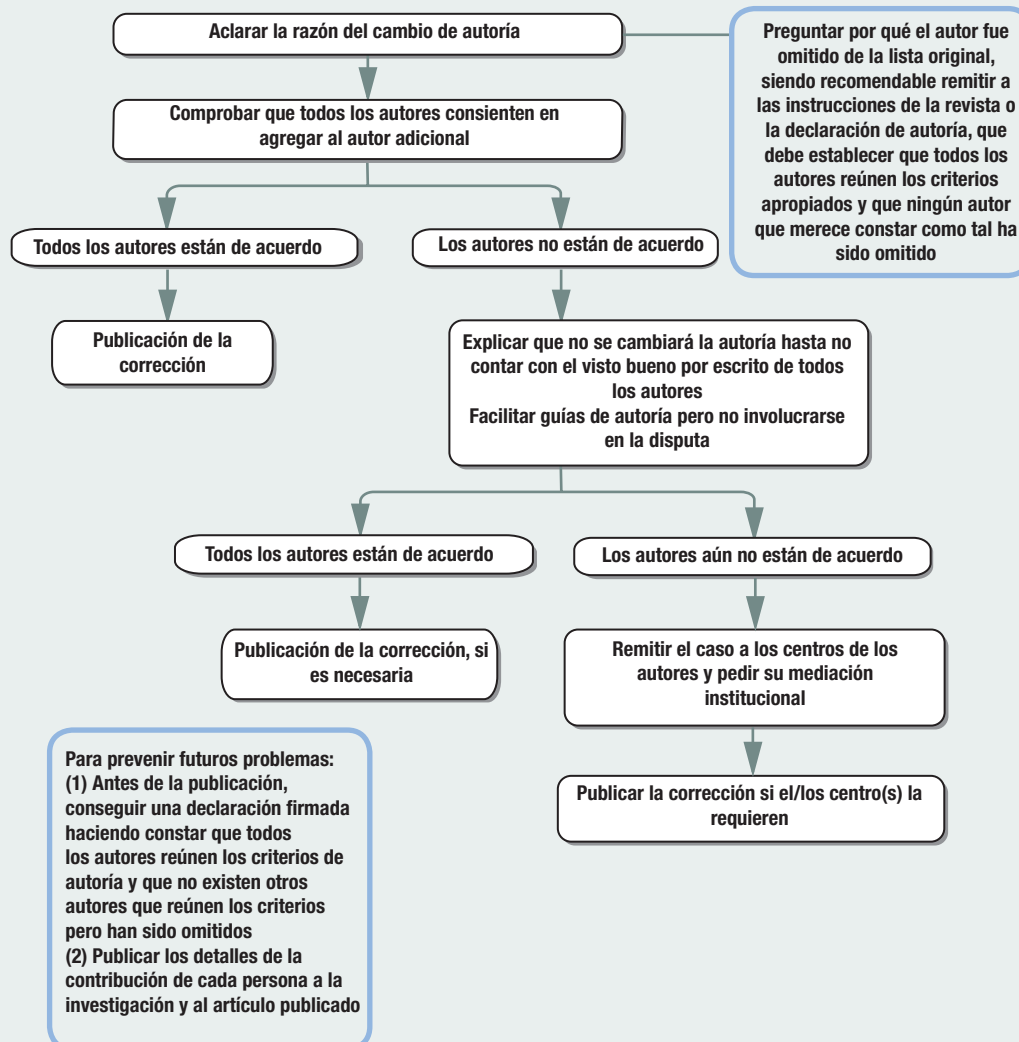 Aclarar la razón del cambio de autoría
Preguntar por qué el autor fue
omitido de la lista original,
siendo recomendable remitir a
las instrucciones de la revista o
la declaración de autoría, que
debe establecer que todos los
autores reúnen los criterios
apropiados y que ningún autor
que merece constar como tal ha
sido omitido
Comprobar que todos los autores consienten en
agregar al autor adicional
Todos los autores están de acuerdo
Los autores no están de acuerdo
Publicación de la
corrección
Explicar que no se cambiará la autoría hasta no
contar con el visto bueno por escrito de todos
los autores
Facilitar guías de autoría pero no involucrarse
en la disputa
Todos los autores están de acuerdo
Los autores aún no están de acuerdo
Publicación de la corrección, si
es necesaria
Remitir el caso a los centros de los
autores y pedir su mediación
institucional
Publicar la corrección si el/los centro(s) la
requieren
Para prevenir futuros problemas:
(1) Antes de la publicación,
conseguir una declaración firmada
haciendo constar que todos
los autores reúnen los criterios de
autoría y que no existen otros
autores que reúnen los criterios
pero han sido omitidos
(2) Publicar los detalles de la
contribución de cada persona a la
investigación y al artículo publicado